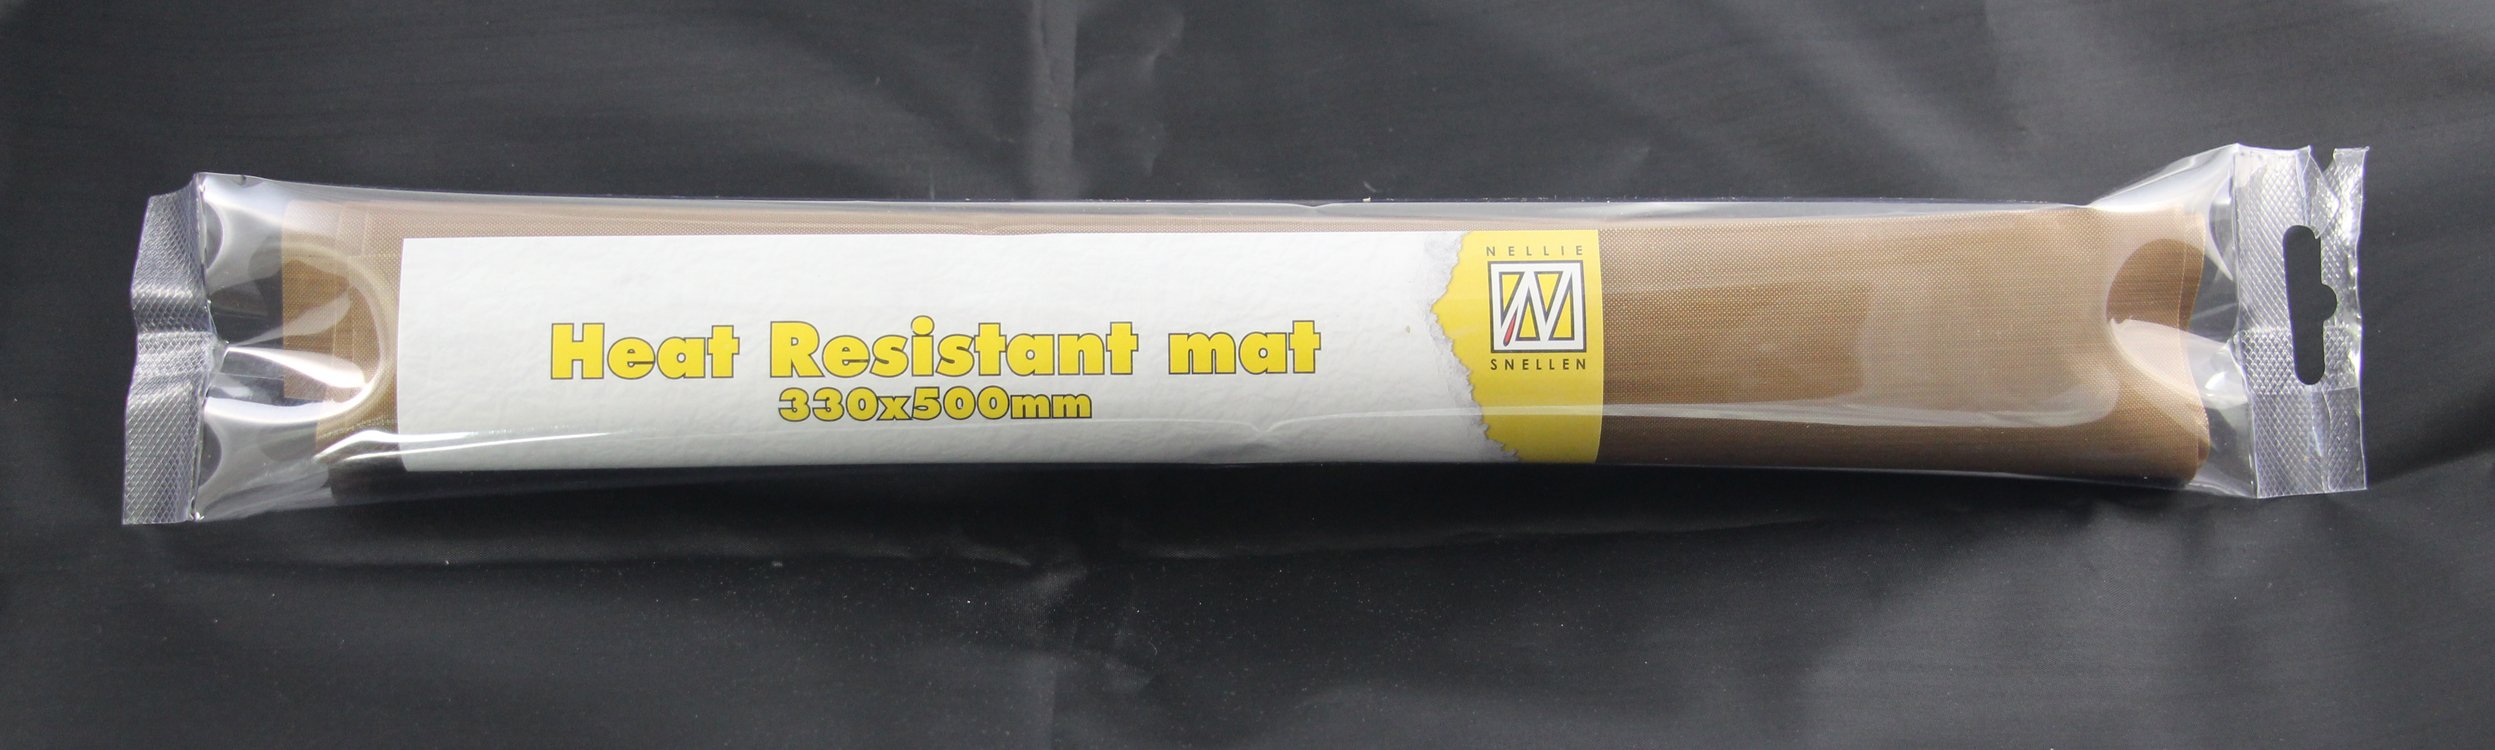 Heat Resistant mat
330x500mm
NELLIE
N
SNELLEN